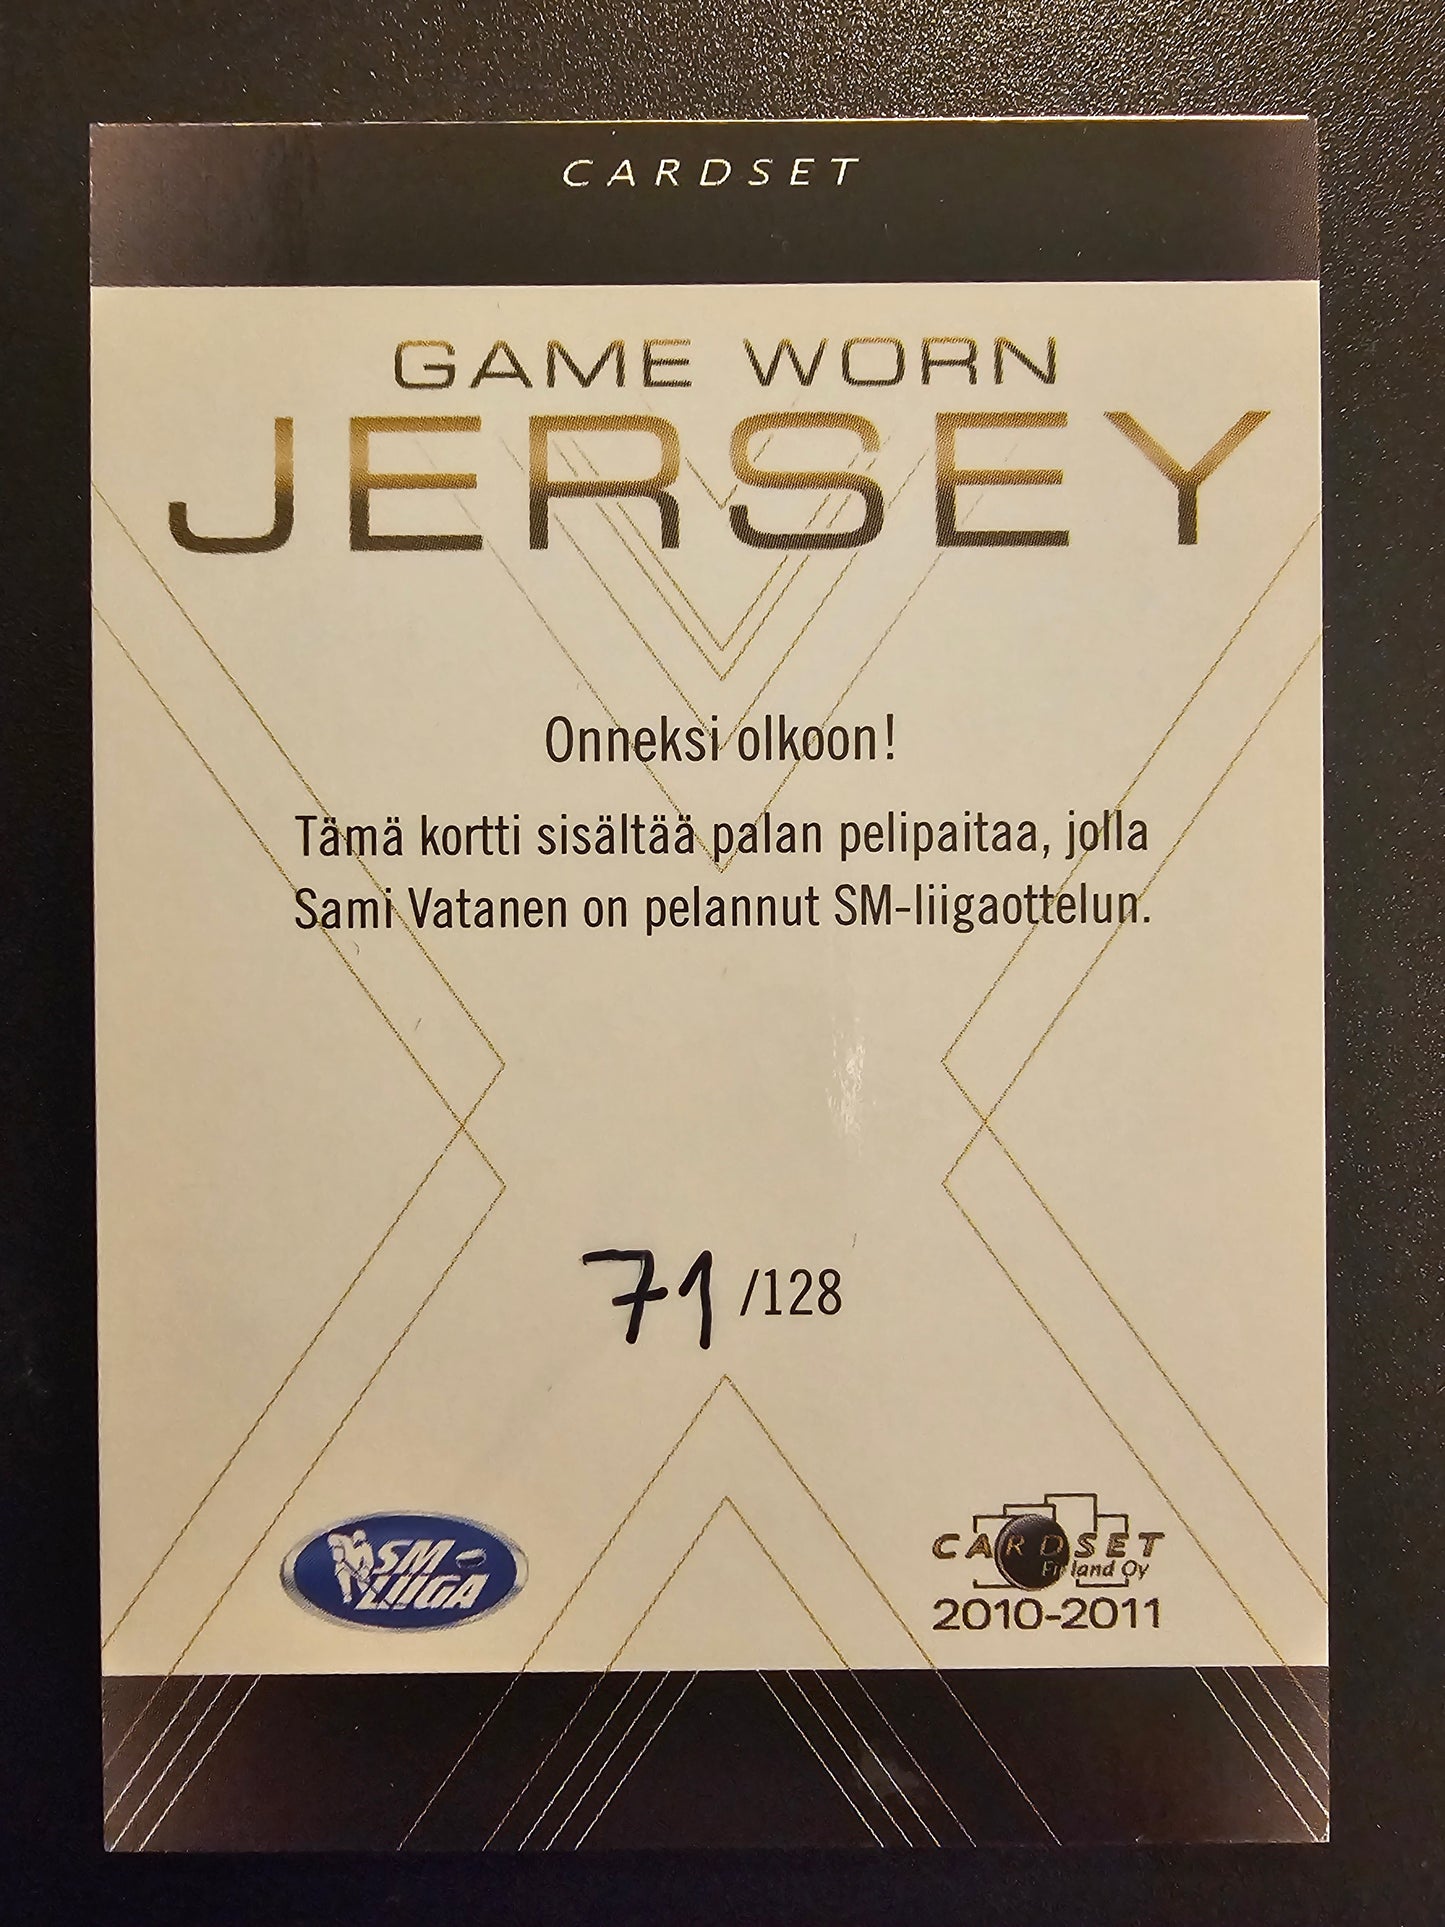 CARDSET
GAME WORN
JERSEY
Onneksi olkoon!
Tämä kortti sisältää palan pelipaitaa, jolla
Sami Vatanen on pelannut SM-liigaottelun.
71 /128
SM
LIIGA
CARDSET
Finland Oy
2010-2011